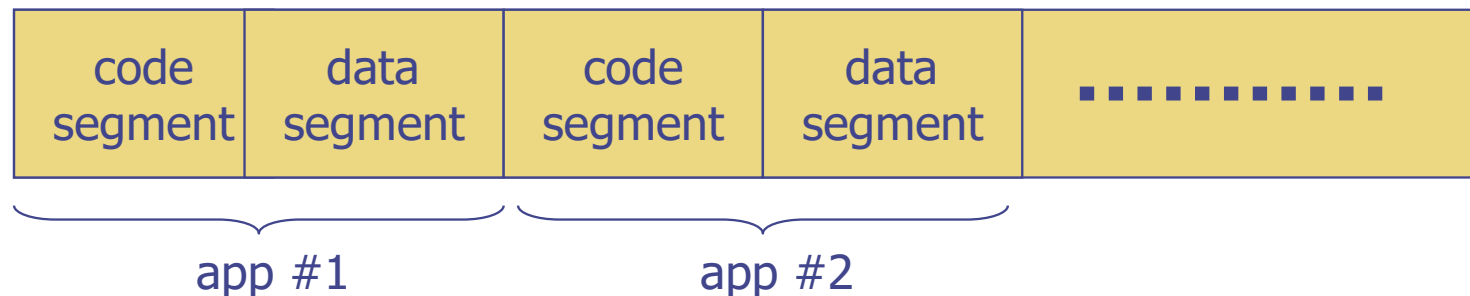 code
segment
data
segment
code
segment
data
segment
app #1
app #2